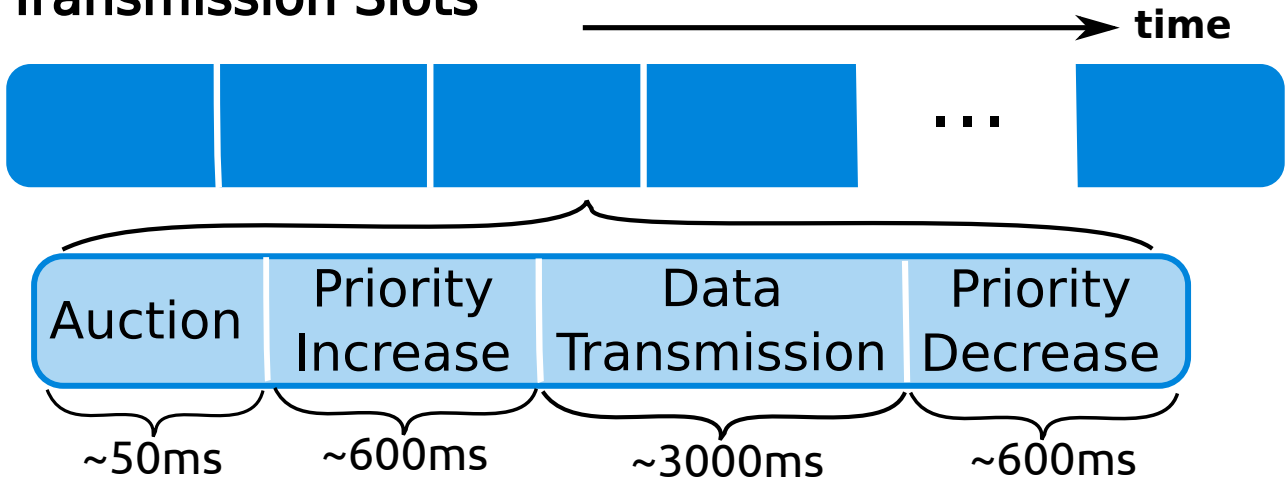 Transmission Slots
time
...
Auction
Priority
Increase
Data
Transmission
Priority
Decrease
~50ms
~600ms
~3000ms
~600ms